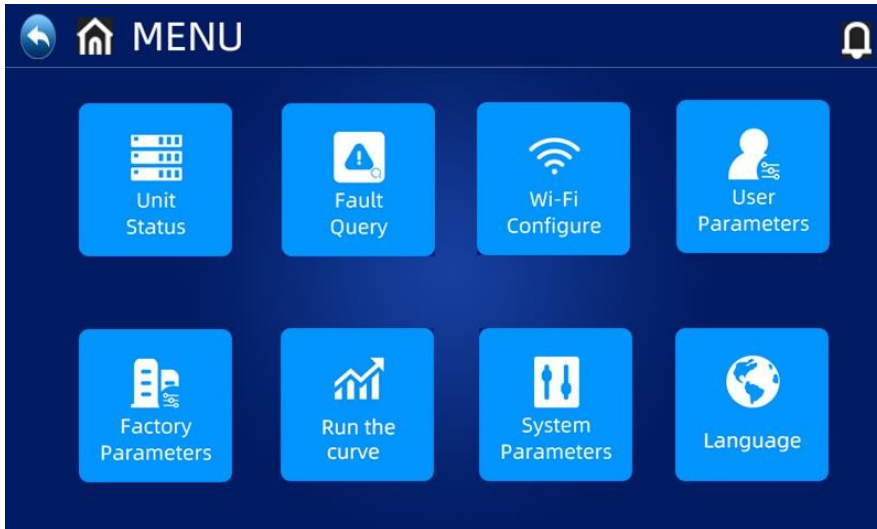 MENU
Unit
Status
Fault
Query
Wi-Fi
Configure
User
Parameters
Factory
Parameters
Run the
curve
System
Parameters
Language